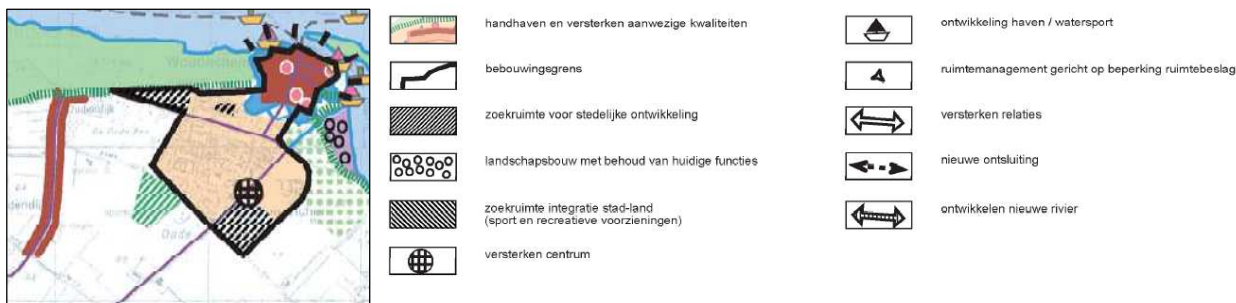 handhaven en versterken aanwezige kwaliteiten
bebouwingsgrens
zoekruimte voor stedelijke ontwikkeling
landschapsbouw met behoud van huidige functies
zoekruimte integratie stad-land
(sport en recreatieve voorzieningen)
versterken centrum
ontwikkeling haven / watersport
ruimtemanagement gericht op beperking ruimtebeslag
versterken relaties
nieuwe ontsluiting
ontwikkelen nieuwe rivier
Oude